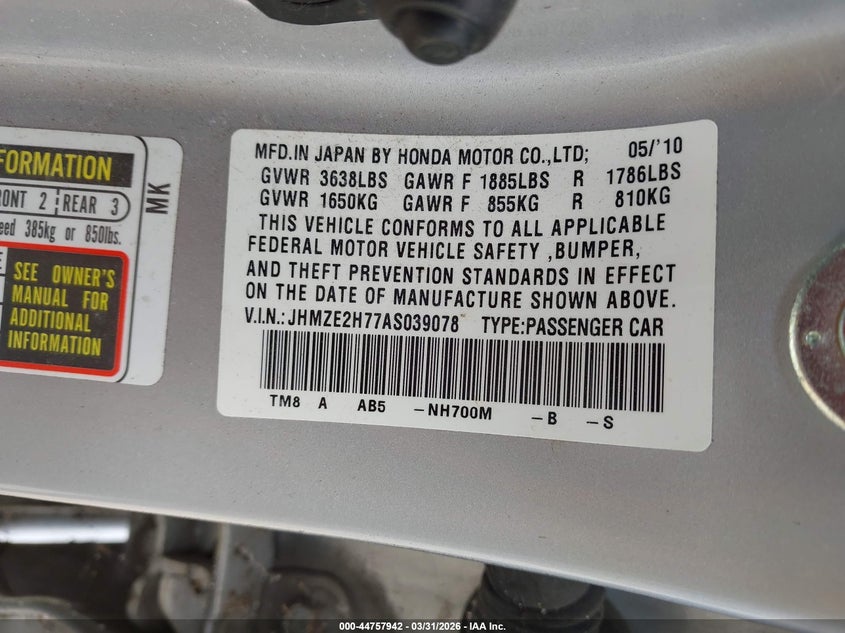 FORMATION
RONT 2 REAR 3
eed 385kg or 850lbs.
SEE OWNER'S
MANUAL FOR
ADDITIONAL
INFORMATION
MK
MFD.IN JAPAN BY HONDA MOTOR CO.,LTD; 05/'10
GVWR 3638LBS GAWR F 1885LBS R 1786LBS
GVWR 1650KG GAWR F 855KG R 810KG
THIS VEHICLE CONFORMS TO ALL APPLICABLE
FEDERAL MOTOR VEHICLE SAFETY ,BUMPER,
AND THEFT PREVENTION STANDARDS IN EFFECT
ON THE DATE OF MANUFACTURE SHOWN ABOVE.
V.I.N.: JHMZE2H77AS039078 TYPE:PASSENGER CAR
TM8 A AB5 -NH700M -B -S
000-44757942 - 03/31/2026 - IAA Inc.